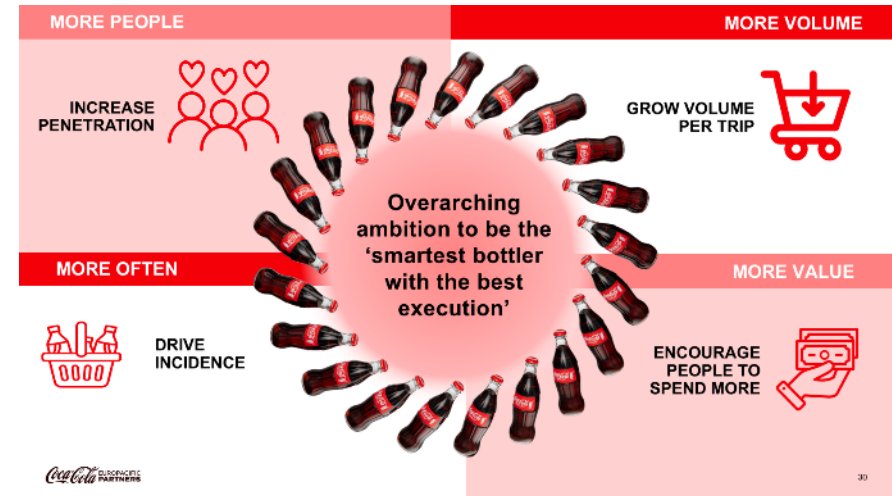 MORE PEOPLE
MORE VOLUME
INCREASE
PENETRATION
GROW VOLUME
PER TRIP
Overarching
ambition to be the
‘smartest bottler
with the best
execution’
MORE OFTEN
MORE VALUE
DRIVE
INCIDENCE
ENCOURAGE
PEOPLE TO
SPEND MORE
Coca-Cola EUROPACIFIC
PARTNERS
30